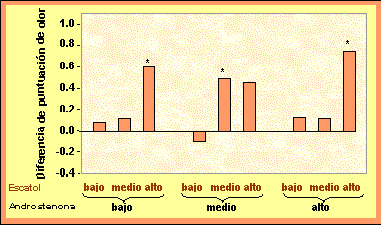 Diferencia de puntuación de olor
1.0
0.8
0.6
0.4
0.2
0.0
-0.2
-0.4
* * *
Escatol bajo medio alto bajo medio alto bajo medio alto
Androstenona bajo medio alto